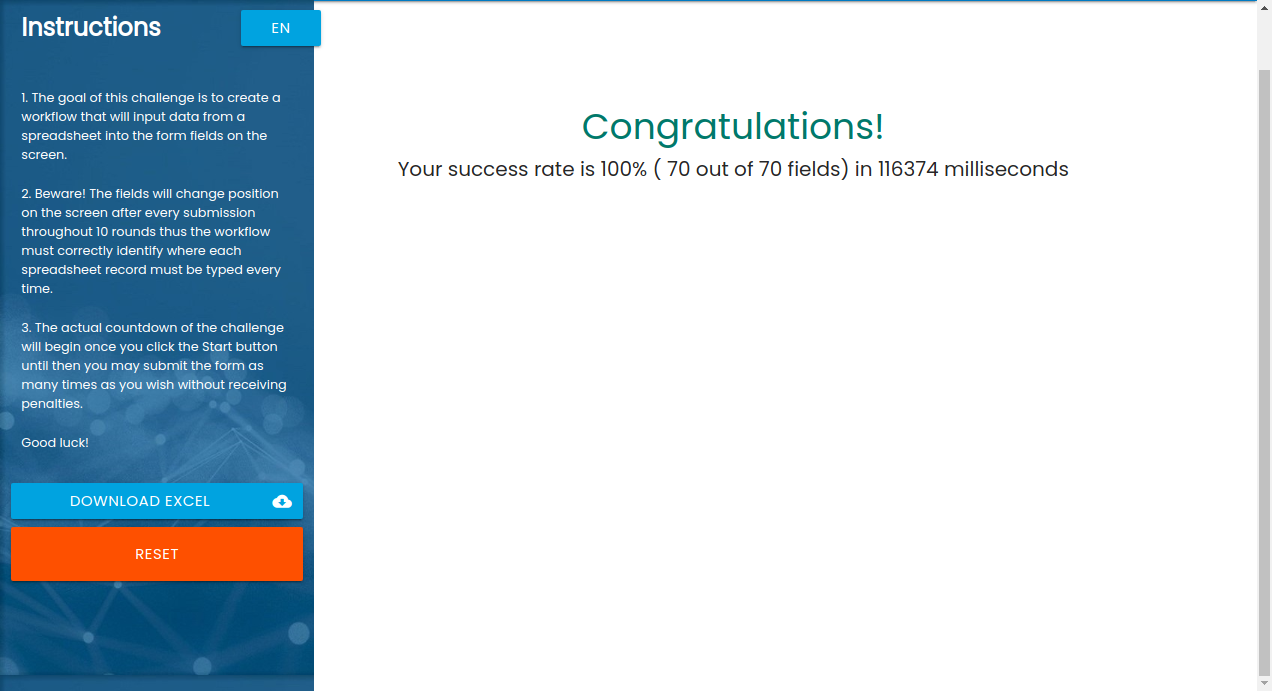 Instructions
EN
1. The goal of this challenge is to create a
workflow that will input data from a
spreadsheet into the form fields on the
screen.
2. Beware! The fields will change position
on the screen after every submission
throughout 10 rounds thus the workflow
must correctly identify where each
spreadsheet record must be typed every
time.
3. The actual countdown of the challenge
will begin once you click the Start button
until then you may submit the form as
many times as you wish without receiving
penalties.
Good luck!
DOWNLOAD EXCEL
RESET
Congratulations!
Your success rate is 100% ( 70 out of 70 fields) in 116374 milliseconds